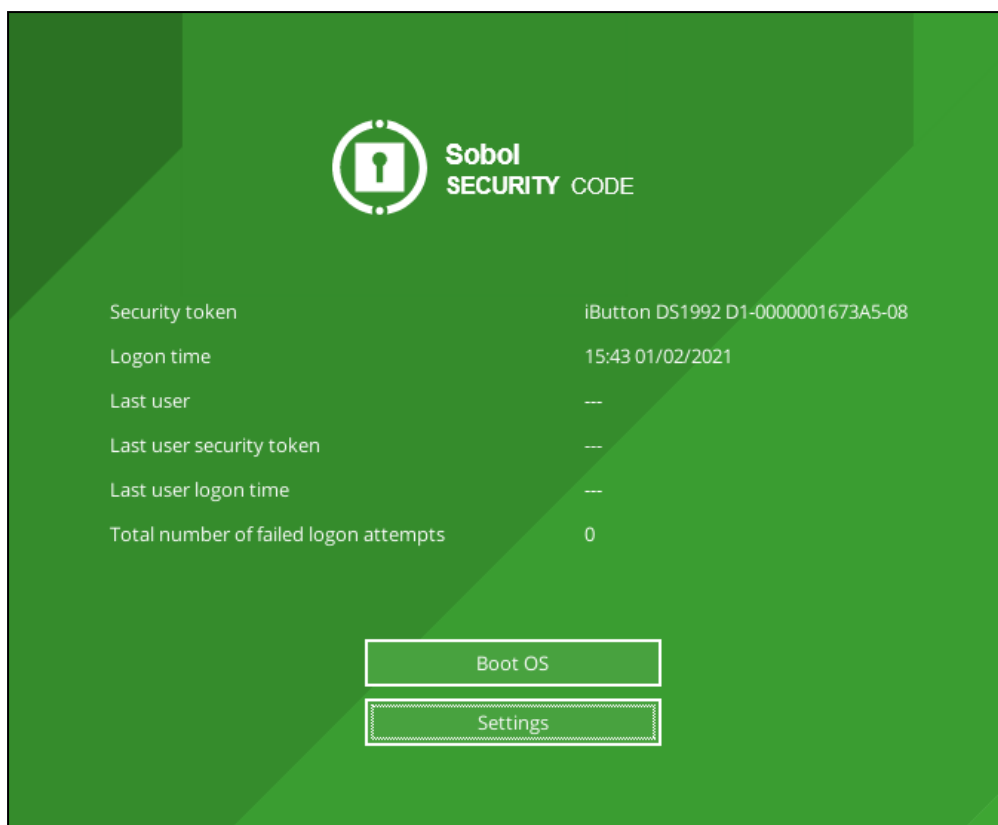 Sobol
SECURITY CODE
Security token iButton DS1992 D1-0000001673A5-08
Logon time 15:43 01/02/2021
Last user ---
Last user security token ---
Last user logon time ---
Total number of failed logon attempts 0
Boot OS
Settings